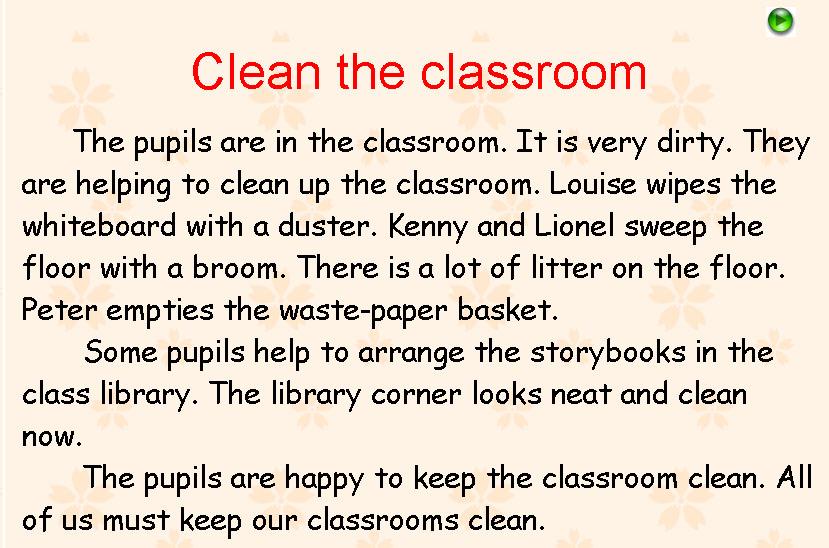 Clean the classroom
The pupils are in the classroom. It is very dirty. They
are helping to clean up the classroom. Louise wipes the
whiteboard with a duster. Kenny and Lionel sweep the
floor with a broom. There is a lot of litter on the floor.
Peter empties the waste-paper basket.
Some pupils help to arrange the storybooks in the
class library. The library corner looks neat and clean
now.
The pupils are happy to keep the classroom clean. All
of us must keep our classrooms clean.